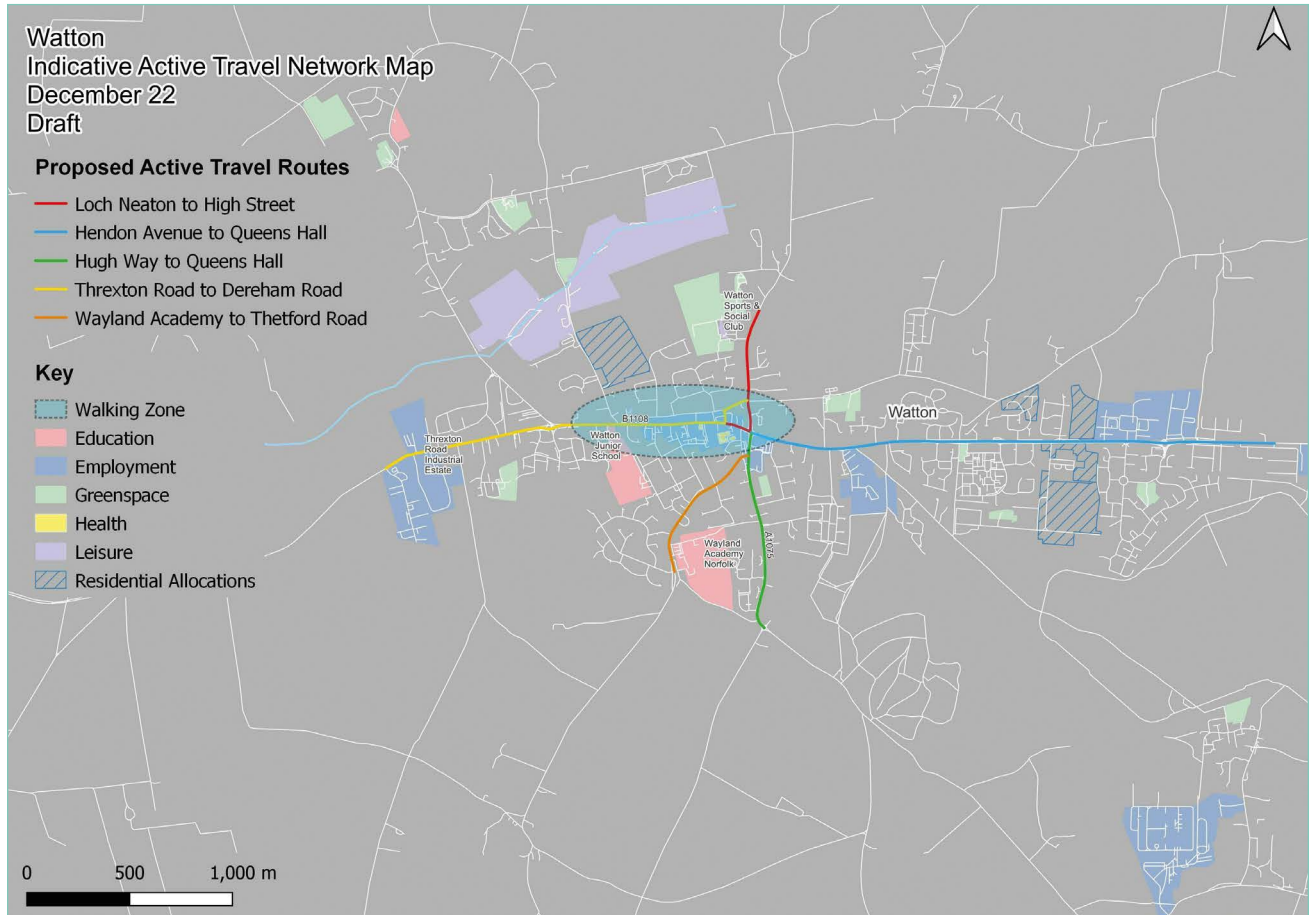 Watton
Indicative Active Travel Network Map
December 22
Draft
Proposed Active Travel Routes
Loch Neaton to High Street
Hendon Avenue to Queens Hall
Hugh Way to Queens Hall
Threxton Road to Dereham Road
Wayland Academy to Thetford Road
Key
Walking Zone
Education
Employment
Greenspace
Health
Leisure
Residential Allocations
Watton
Sports &
Social
Club
B1108
Watton
Threxton
Road
Industrial
Estate
Watton
Junior
School
Wayland
Academy
Norfolk
A1075
0 500 1,000 m